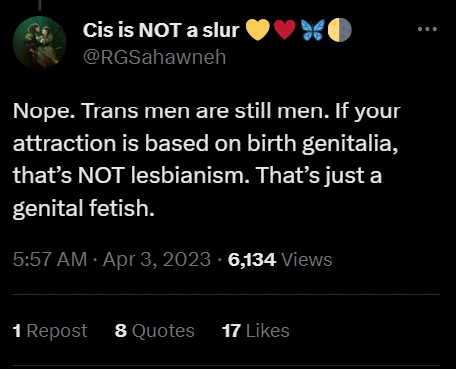 Cis is NOT a slur 💛❤️🦋🌗
@RGSahawneh
Nope. Trans men are still men. If your
attraction is based on birth genitalia,
that’s NOT lesbianism. That’s just a
genital fetish.
5:57 AM · Apr 3, 2023 · 6,134 Views
1 Repost 8 Quotes 17 Likes